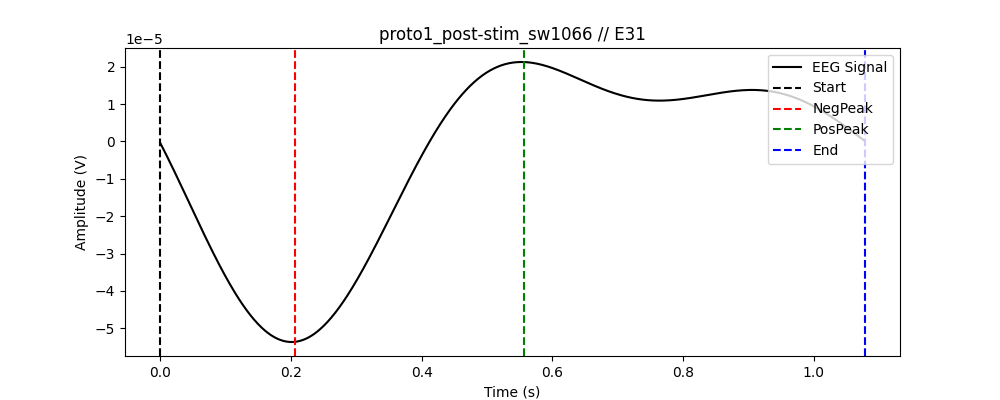 proto1_post-stim_sw1066 // E31
1e−5
2
1
0
−1
−2
−3
−4
−5
Amplitude (V)
0.0 0.2 0.4 0.6 0.8 1.0
Time (s)
EEG Signal
Start
NegPeak
PosPeak
End